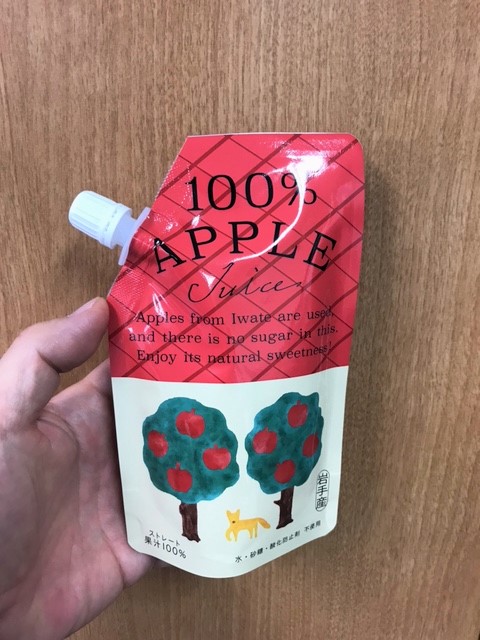 100%
APPLE
Juice
Apples from Iwate are used,
and there is no sugar in this.
Enjoy its natural sweetness!
岩手産
ストレート
果汁100%
水・砂糖・酸化防止剤 不使用